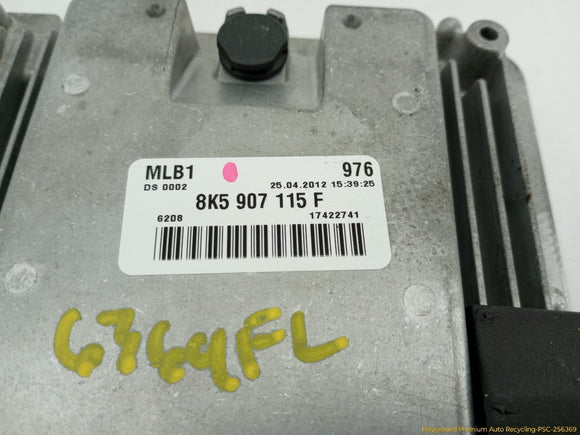 MLB1 976
DS 0002 25.04.2012 15:39:25
8K5 907 115 F
6208 17422741
6764FL
Playground Premium Auto Recycling-PSC-256369